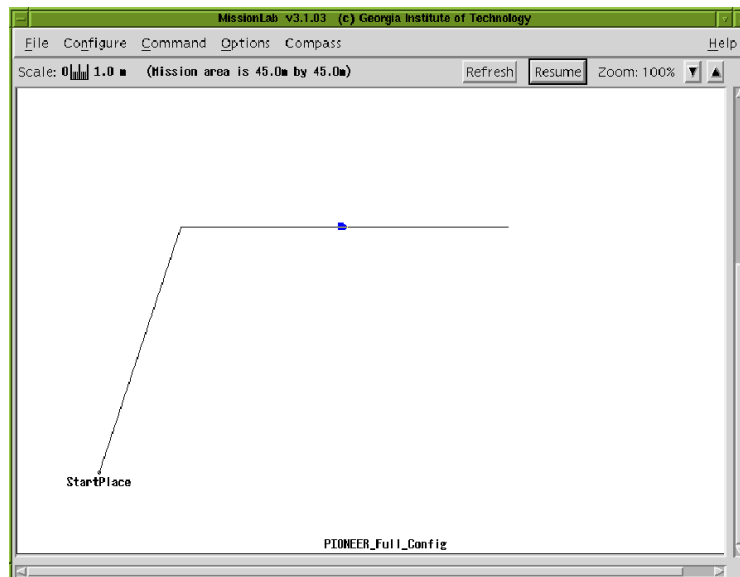 MissionLab v3.1.03 (c) Georgia Institute of Technology
File Configure Command Options Compass Help
Scale: 0 1.0 m (Mission area is 45.0m by 45.0m) Refresh Resume Zoom: 100%
StartPlace
PIONEER_Full_Config